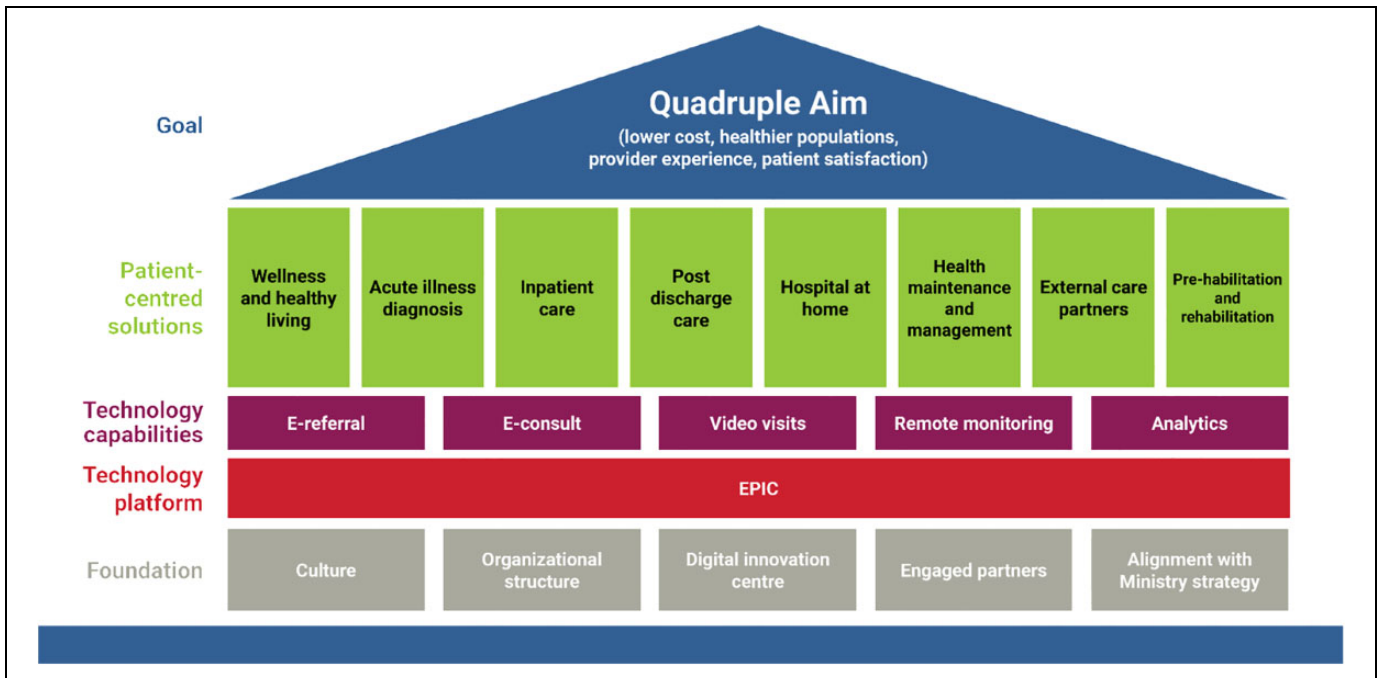 Goal
Quadruple Aim
(lower cost, healthier populations,
provider experience, patient satisfaction)
Patient-
centred
solutions
Wellness
and healthy
living
Acute illness
diagnosis
Inpatient
care
Post
discharge
care
Hospital at
home
Health
maintenance
and
management
External care
partners
Pre-habilitation
and
rehabilitation
Technology
capabilities
E-referral
E-consult
Video visits
Remote monitoring
Analytics
Technology
platform
EPIC
Foundation
Culture
Organizational
structure
Digital innovation
centre
Engaged partners
Alignment with
Ministry strategy